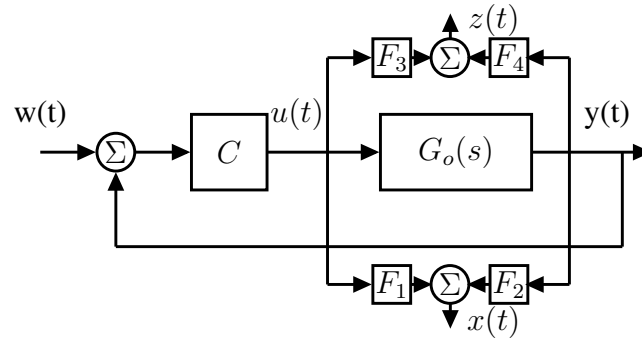 z(t)
F₃ Σ F₄
w(t) u(t) y(t)
Σ C Gₒ(s)
F₁ Σ F₂
x(t)